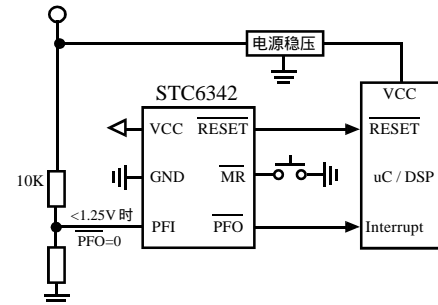 电源稳压
STC6342
VCC
VCC
RESET
RESET
GND
MR
uC / DSP
10K
<1.25V 时
PFO=0
PFI
PFO
Interrupt